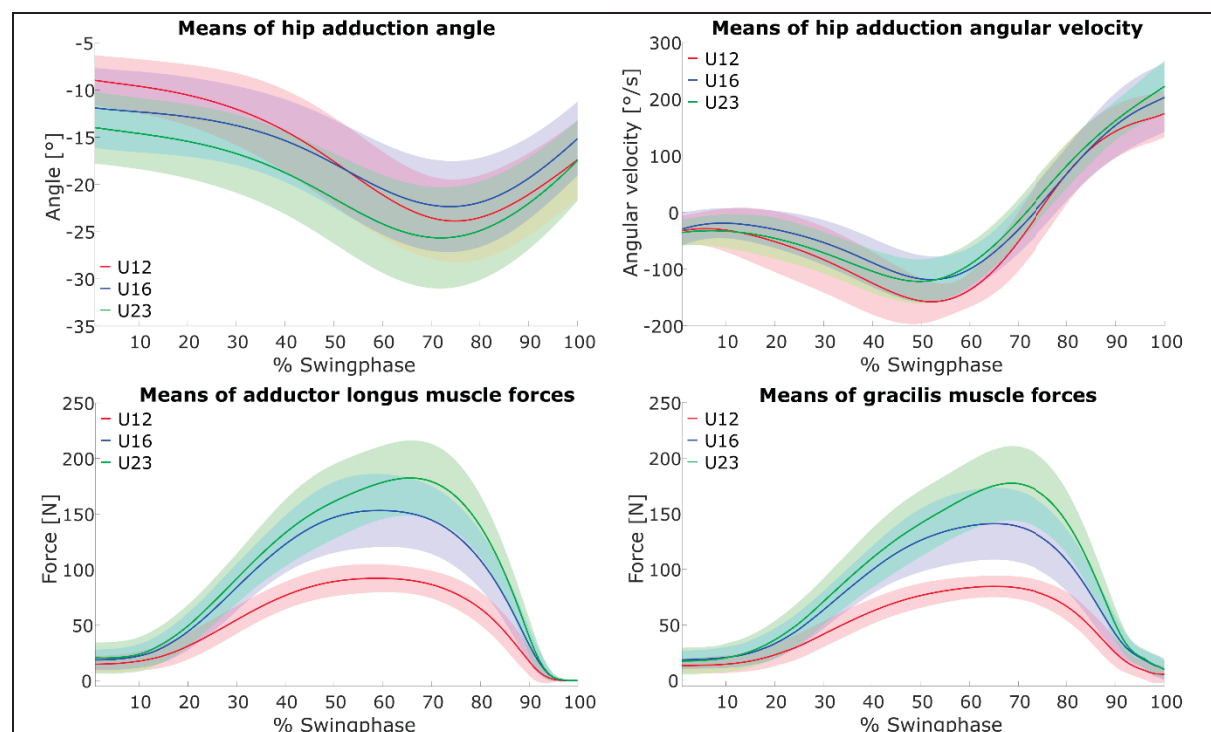 Means of hip adduction angle
-5
-10
-15
-20
-25
-30
-35
Angle [°]
U12
U16
U23
10 20 30 40 50 60 70 80 90 100
% Swingphase
Means of hip adduction angular velocity
300
200
100
0
-100
-200
Angular velocity [°/s]
U12
U16
U23
10 20 30 40 50 60 70 80 90 100
% Swingphase
Means of adductor longus muscle forces
250
200
150
100
50
0
Force [N]
U12
U16
U23
10 20 30 40 50 60 70 80 90 100
% Swingphase
Means of gracilis muscle forces
250
200
150
100
50
0
Force [N]
U12
U16
U23
10 20 30 40 50 60 70 80 90 100
% Swingphase